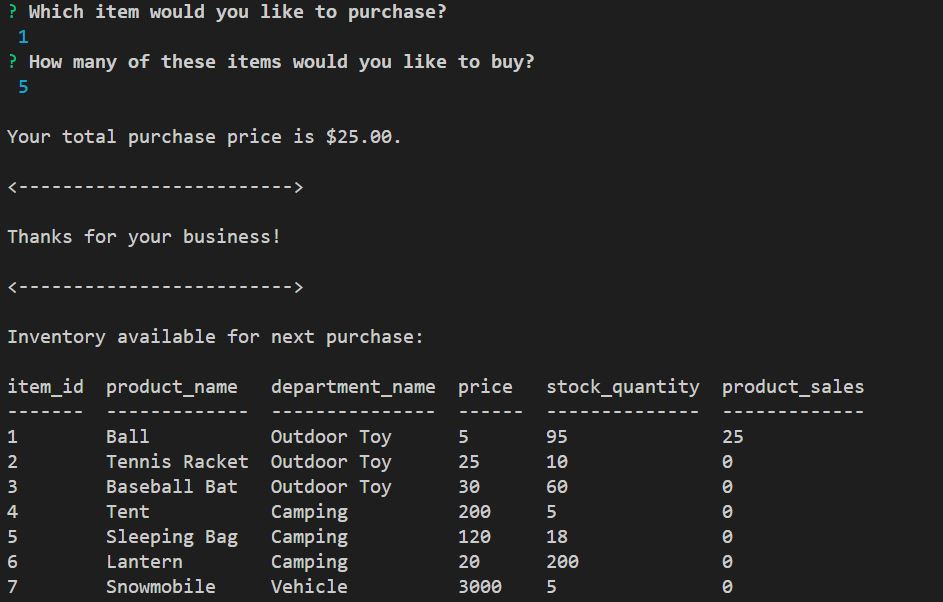 ? Which item would you like to purchase?
1
? How many of these items would you like to buy?
5
Your total purchase price is $25.00.
<------------------------->
Thanks for your business!
<------------------------->
Inventory available for next purchase:
item_id  product_name   department_name  price   stock_quantity  product_sales
-------  -------------  ---------------  ------  --------------  -------------
1        Ball           Outdoor Toy      5       95              25
2        Tennis Racket  Outdoor Toy      25      10              0
3        Baseball Bat   Outdoor Toy      30      60              0
4        Tent           Camping          200     5               0
5        Sleeping Bag   Camping          120     18              0
6        Lantern        Camping          20      200             0
7        Snowmobile     Vehicle          3000    5               0